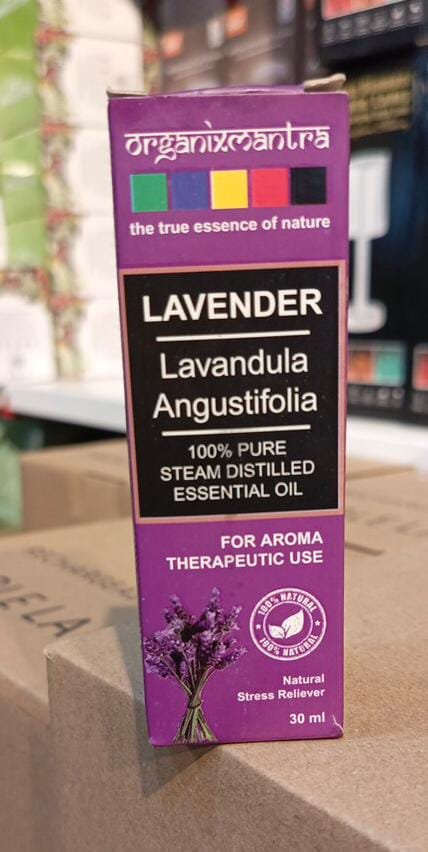 organixmantra
the true essence of nature
LAVENDER
Lavandula
Angustifolia
100% PURE
STEAM DISTILLED
ESSENTIAL OIL
FOR AROMA
THERAPEUTIC USE
100% NATURAL
100% NATURAL
Natural
Stress Reliever
30 ml